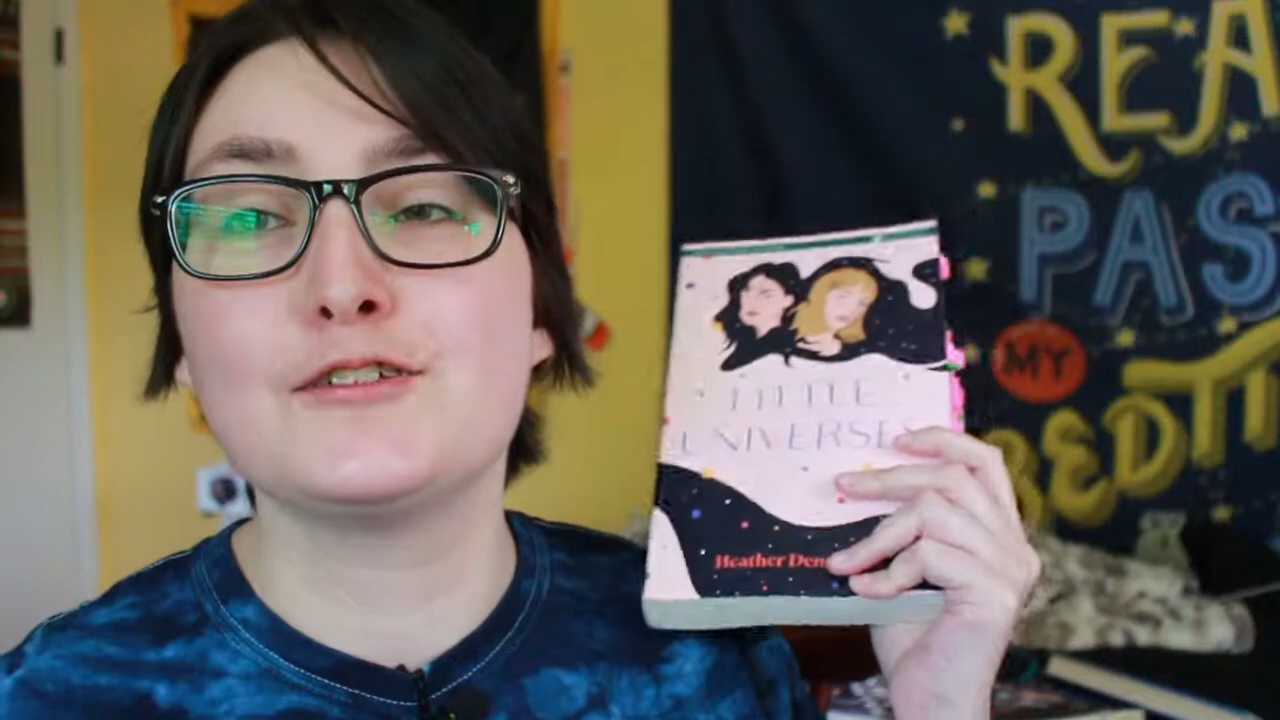 LITTLE
UNIVERSES
Heather Dem
REA
PAS
MY
BEDTI